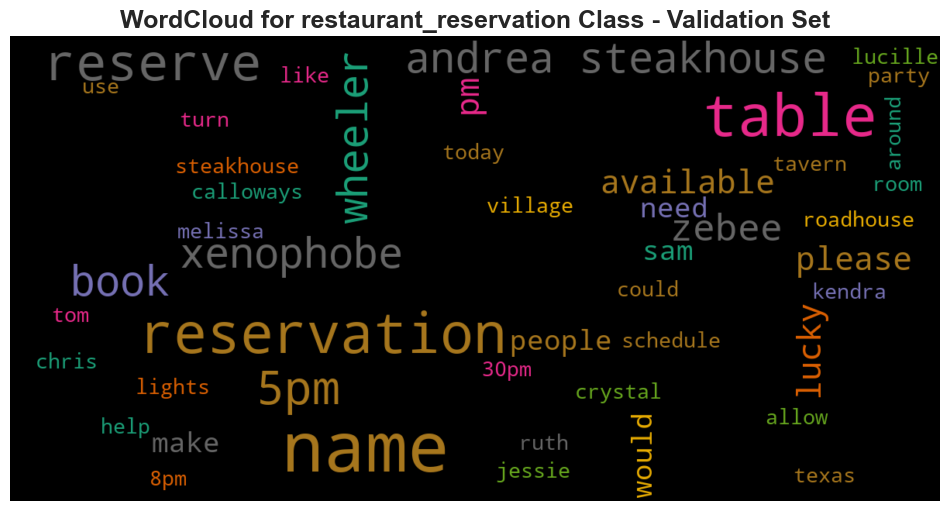 WordCloud for restaurant_reservation Class - Validation Set
reserve
like
use
wheeler
andrea steakhouse
pm
lucille
party
table
around
turn
today
steakhouse
calloways
tavern
available
room
village
need
roadhouse
melissa
zebee
xenophobe
sam
please
book
could
kendra
tom
reservation
people
schedule
lucky
chris
30pm
lights
5pm
crystal
allow
help
make
name
ruth
would
8pm
jessie
texas